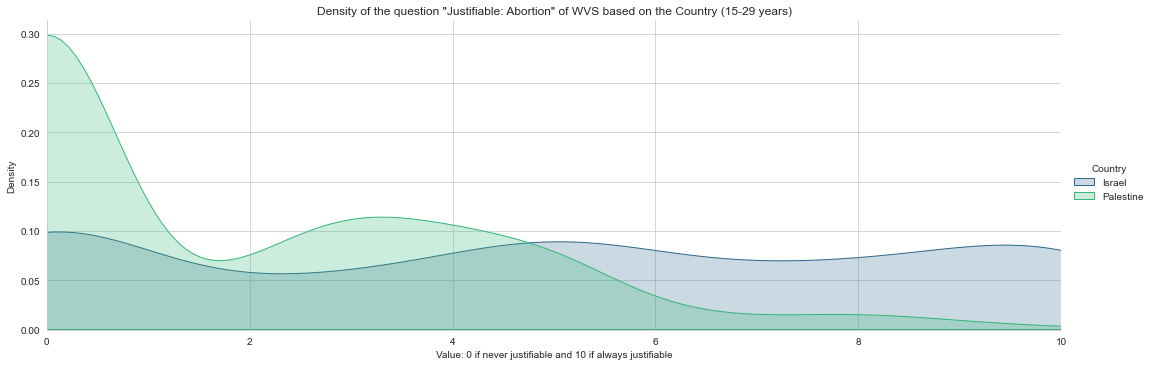 Density of the question "Justifiable: Abortion" of WVS based on the Country (15-29 years)
0.30
0.25
0.20
0.15
0.10
0.05
0.00
Density
0 2 4 6 8 10
Value: 0 if never justifiable and 10 if always justifiable
Country
Israel
Palestine